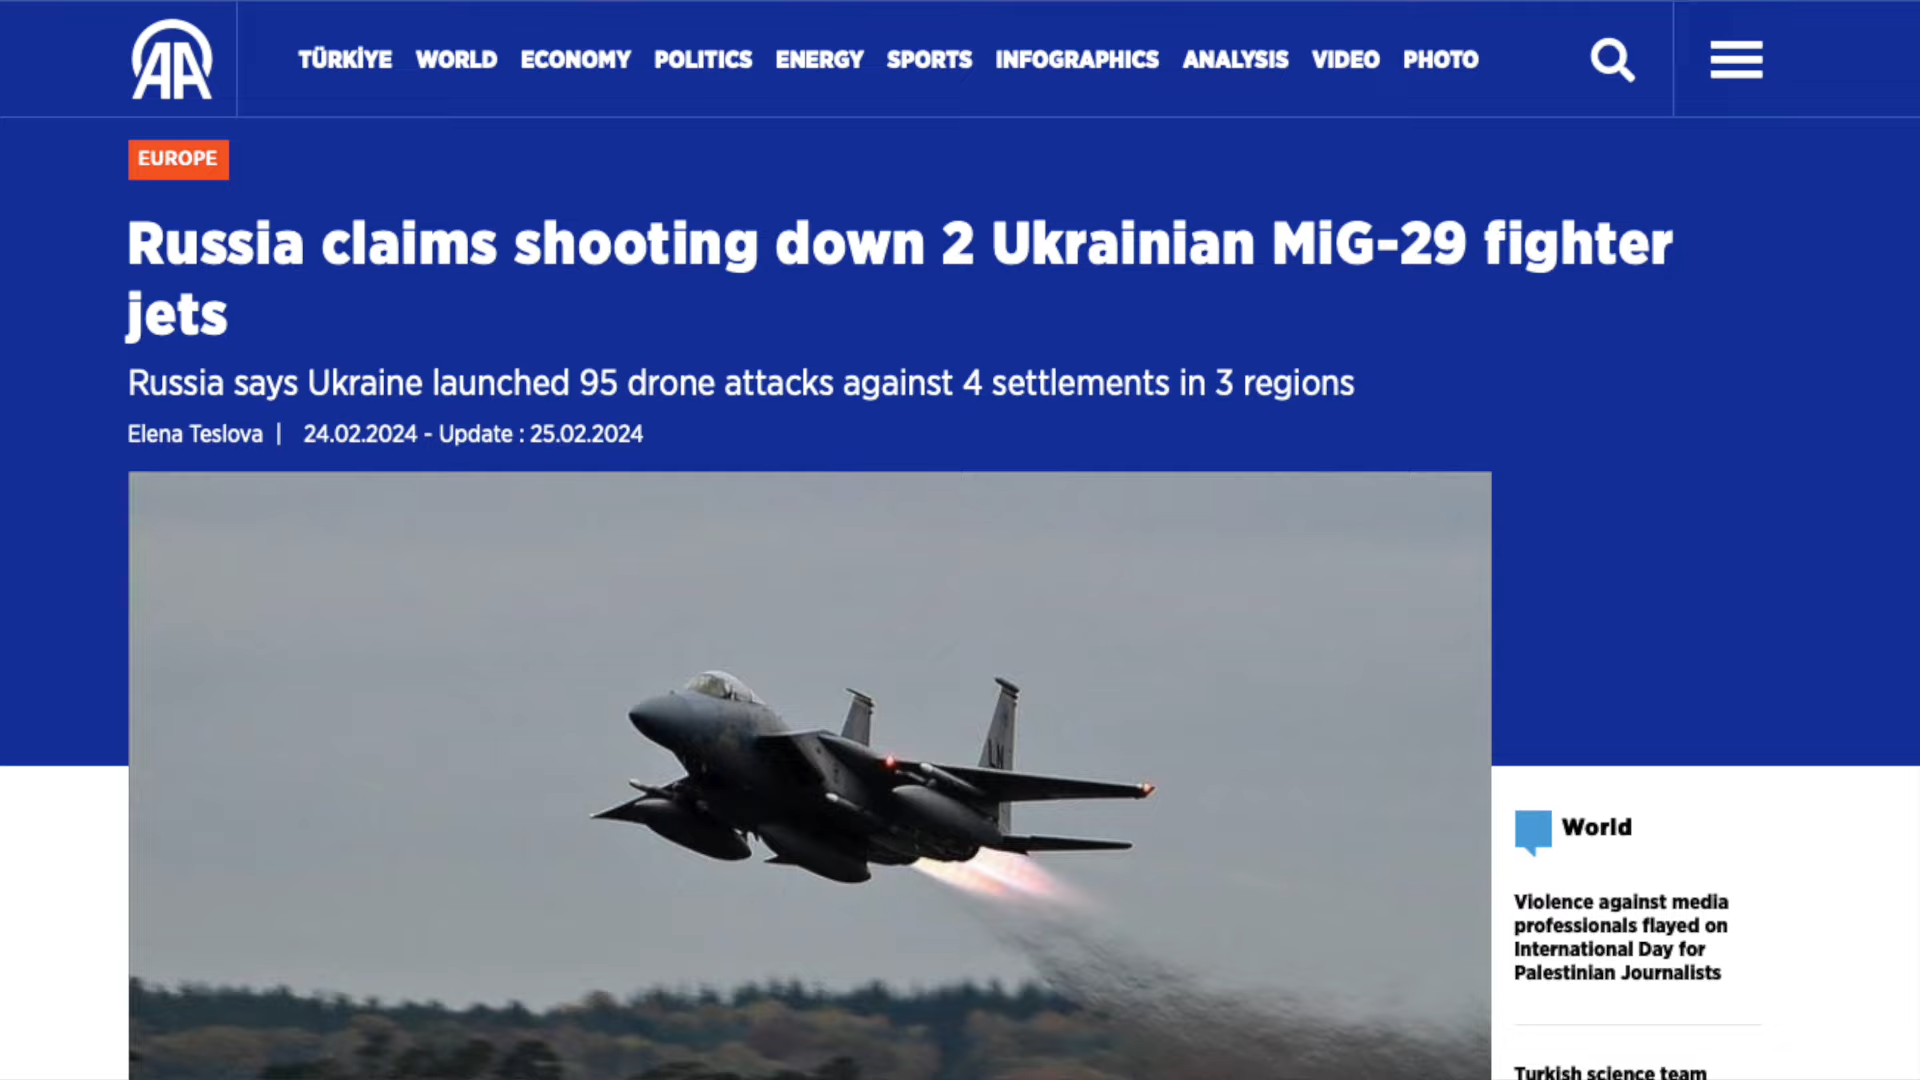 AA
TÜRKİYE WORLD ECONOMY POLITICS ENERGY SPORTS INFOGRAPHICS ANALYSIS VIDEO PHOTO
EUROPE
Russia claims shooting down 2 Ukrainian MiG-29 fighter
jets
Russia says Ukraine launched 95 drone attacks against 4 settlements in 3 regions
Elena Teslova | 24.02.2024 - Update : 25.02.2024
LN
World
Violence against media
professionals flayed on
International Day for
Palestinian Journalists
Turkish science team